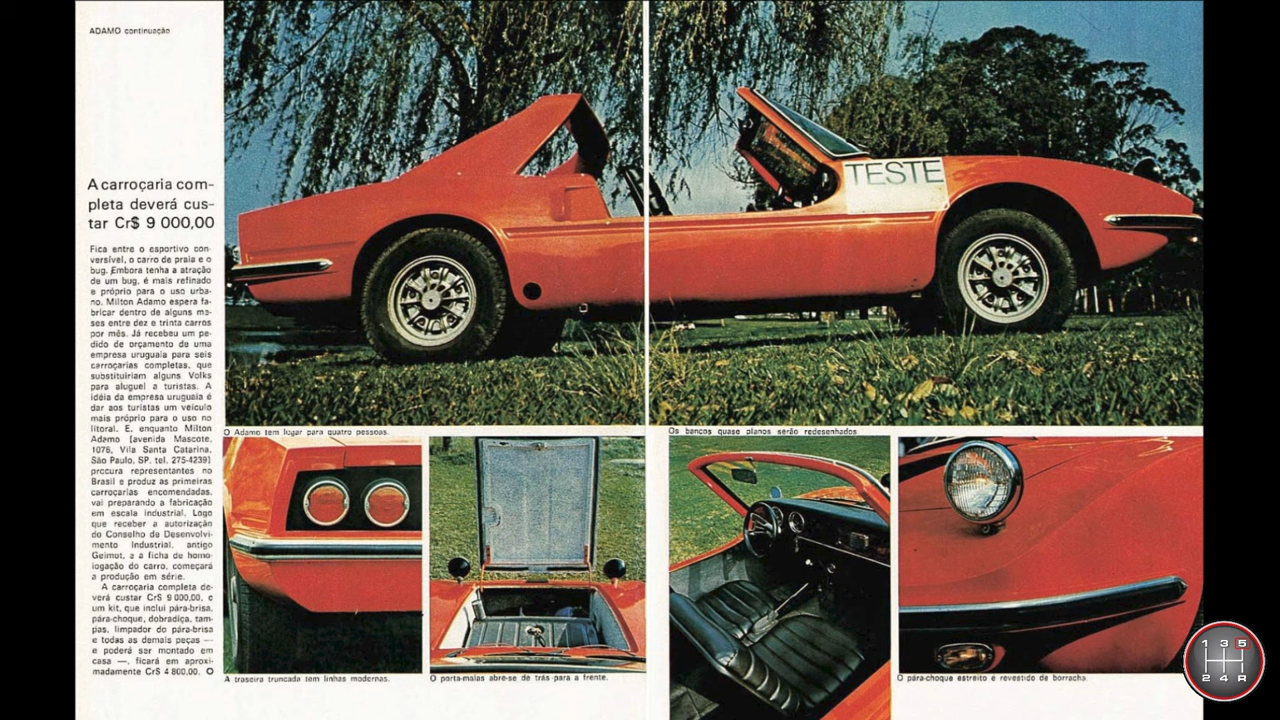 ADAMO continuação
A carroçaria com-
pleta deverá cus-
tar Cr$ 9 000,00
Fica entre o esportivo con-
versível, o carro de praia e o
bug. Embora tenha a atração
de um bug, é mais refinado
e próprio para o uso urba-
no. Milton Adamo espera fa-
bricar dentro de alguns me-
ses entre dez e trinta carros
por mês. Já recebeu um pe-
dido de orçamento de uma
empresa uruguaia para seis
carroçarias completas, que
substituiriam alguns Volks
para aluguel a turistas. A
idéia da empresa uruguaia é
dar aos turistas um veículo
mais próprio para o uso no
litoral. E, enquanto Milton
Adamo (avenida Mascote,
1076, Vila Santa Catarina,
São Paulo, SP. tel. 275-4239)
procura representantes no
Brasil e produz as primeiras
carroçarias encomendadas,
vai preparando a fabricação
em escala industrial. Logo
que receber a autorização
do Conselho de Desenvolvi-
mento Industrial, antigo
Geimot, e a ficha de homo-
logação do carro, começará
a produção em série.
A carroçaria completa de-
verá custar Cr$ 9 000,00, e
um kit, que inclui pára-brisa,
pára-choque, dobradiça, tam-
pas, limpador do pára-brisa
e todas as demais peças —
e poderá ser montado em
casa —, ficará em aproxi-
madamente Cr$ 4 800,00. O
TESTE
O Adamo tem lugar para quatro pessoas.
Os bancos quase planos serão redesenhados.
A traseira truncada tem linhas modernas.
O porta-malas abre-se de trás para a frente.
O pára-choque estreito é revestido de borracha.
1 3 5
2 4 R